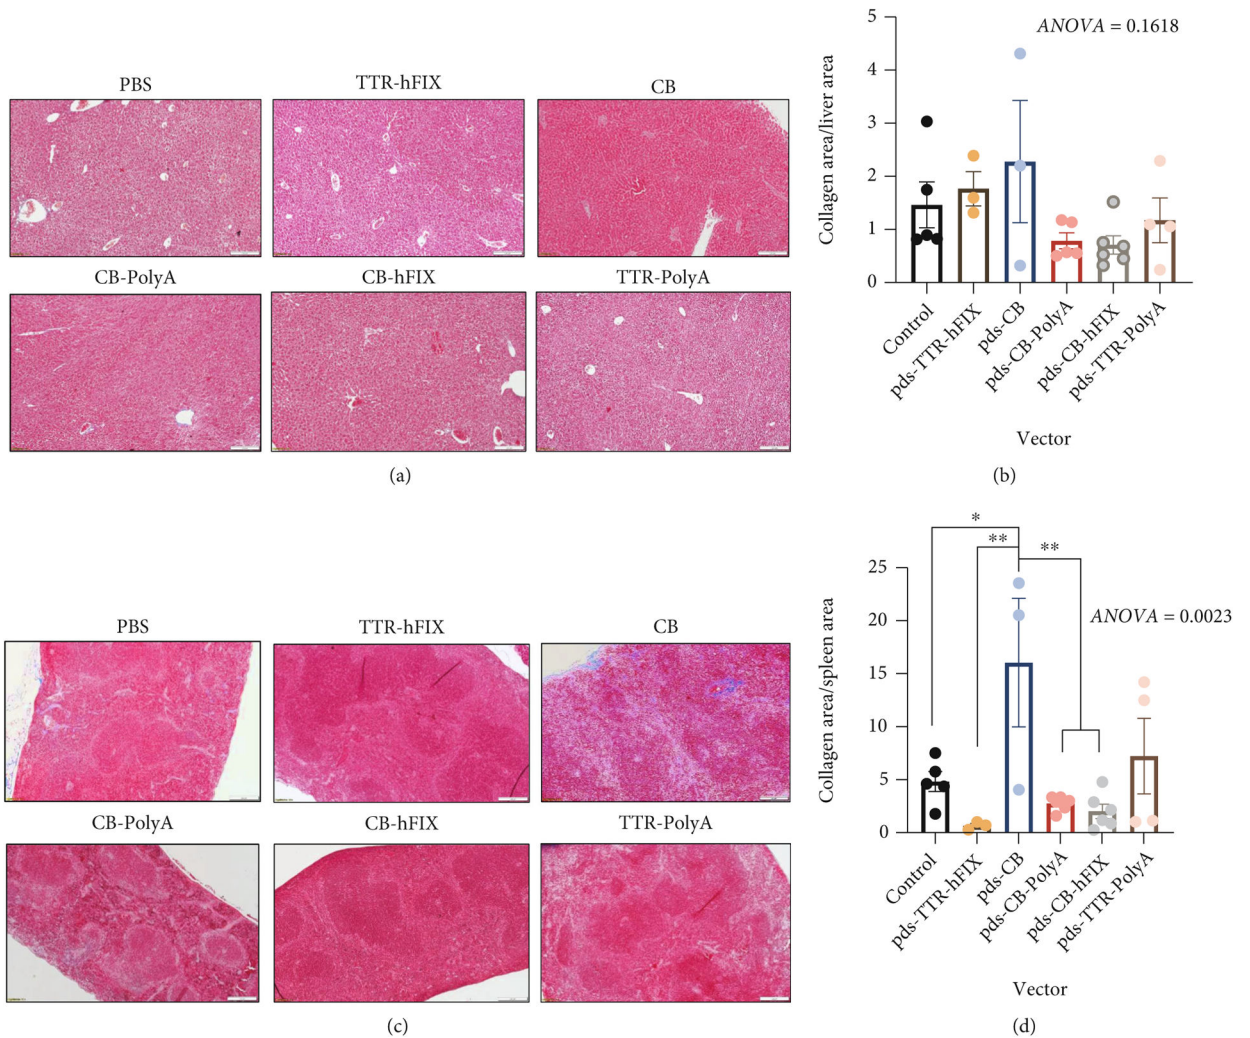 (a)
PBS
TTR-hFIX
CB
CB-PolyA
CB-hFIX
TTR-PolyA
(b)
ANOVA = 0.1618
Collagen area/liver area
5
4
3
2
1
0
Control
pds-TTR-hFIX
pds-CB
pds-CB-PolyA
pds-CB-hFIX
pds-TTR-PolyA
Vector
(c)
PBS
TTR-hFIX
CB
CB-PolyA
CB-hFIX
TTR-PolyA
(d)
*
**
**
ANOVA = 0.0023
Collagen area/spleen area
25
20
15
10
5
0
Control
pds-TTR-hFIX
pds-CB
pds-CB-PolyA
pds-CB-hFIX
pds-TTR-PolyA
Vector